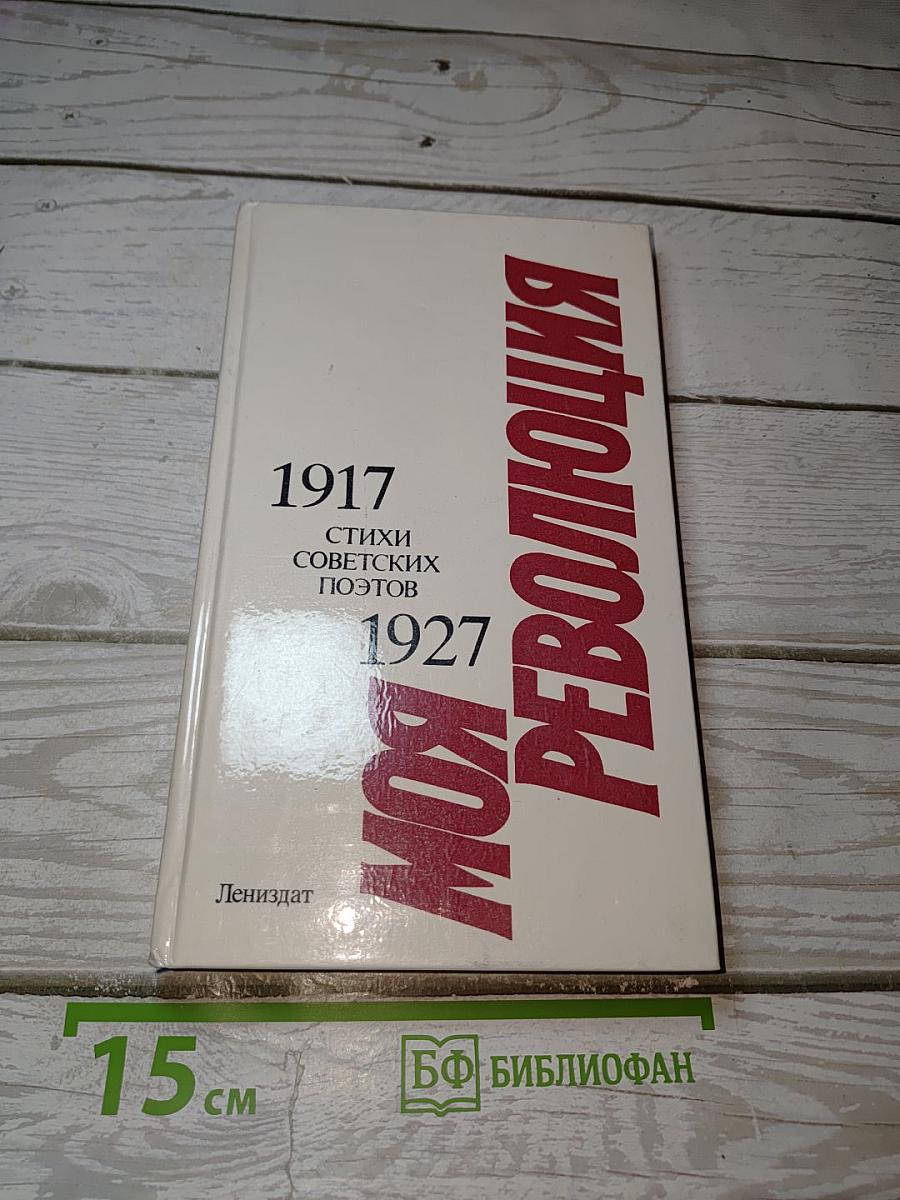 1917
СТИХИ
СОВЕТСКИХ
ПОЭТОВ
1927
МОЯ
РЕВОЛЮЦИЯ
Лениздат
15 см
БФ БИБЛИОФАН